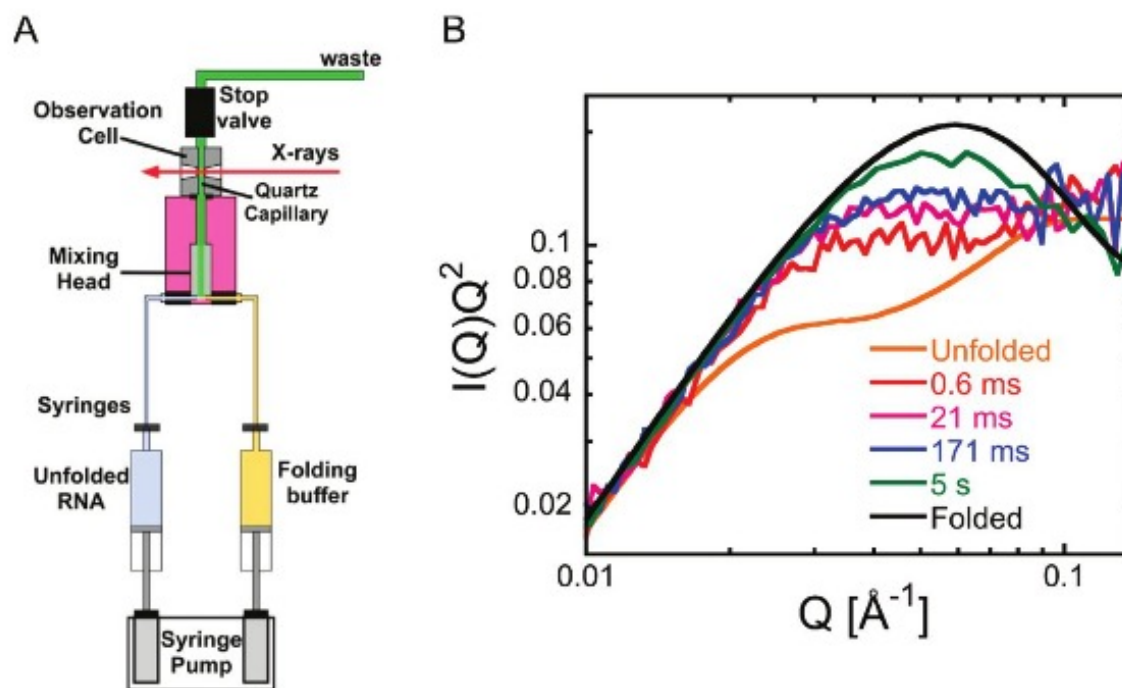 A
waste
Stop
valve
Observation
Cell
X-rays
Quartz
Capillary
Mixing
Head
Syringes
Unfolded
RNA
Folding
buffer
Syringe
Pump
B
I(Q)Q²
0.1
0.08
0.06
0.04
0.02
0.01
0.1
Q [Å⁻¹]
Unfolded
0.6 ms
21 ms
171 ms
5 s
Folded